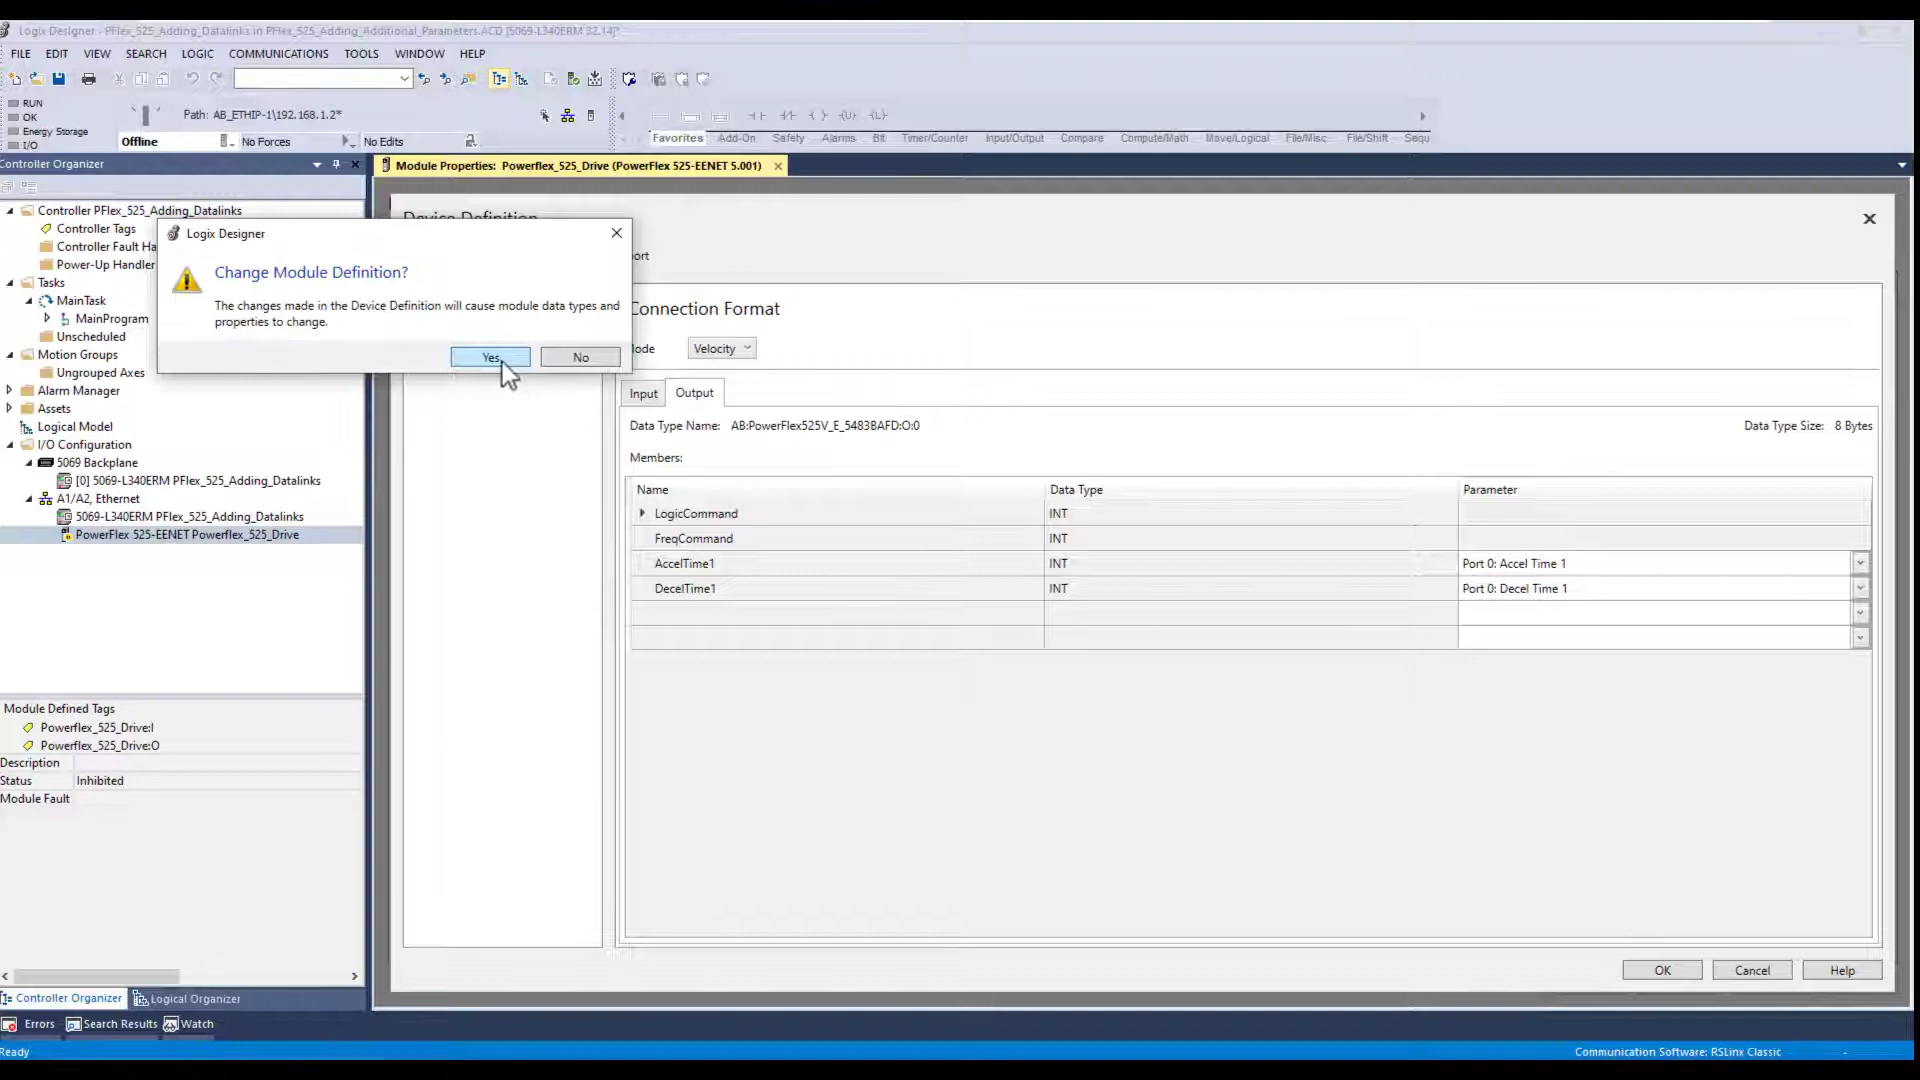 Logix Designer - PFlex_525_Adding_Datalinks in PFlex_525_Adding_Additional_Parameters.ACD [5069-L340ERM 32.14]*
FILE EDIT VIEW SEARCH LOGIC COMMUNICATIONS TOOLS WINDOW HELP
RUN
OK
Energy Storage
I/O
Path: AB_ETHIP-1\192.168.1.2*
Offline No Forces No Edits
Favorites Add-On Safety Alarms Bit Timer/Counter Input/Output Compare Compute/Math Move/Logical File/Misc File/Shift Sequ
Controller Organizer
Module Properties: Powerflex_525_Drive (PowerFlex 525-EENET 5.001)
Controller PFlex_525_Adding_Datalinks
Controller Tags
Controller Fault Ha
Power-Up Handler
Tasks
MainTask
MainProgram
Unscheduled
Motion Groups
Ungrouped Axes
Alarm Manager
Assets
Logical Model
I/O Configuration
5069 Backplane
[0] 5069-L340ERM PFlex_525_Adding_Datalinks
A1/A2, Ethernet
5069-L340ERM PFlex_525_Adding_Datalinks
PowerFlex 525-EENET Powerflex_525_Drive
Module Defined Tags
Powerflex_525_Drive:I
Powerflex_525_Drive:O
Description
Status Inhibited
Module Fault
Controller Organizer Logical Organizer
Device Definition
ort
Logix Designer
Change Module Definition?
The changes made in the Device Definition will cause module data types and
properties to change.
Yes No
Connection Format
ode Velocity
Input Output
Data Type Name: AB:PowerFlex525V_E_5483BAFD:O:0 Data Type Size: 8 Bytes
Members:
Name Data Type Parameter
LogicCommand INT
FreqCommand INT
AccelTime1 INT Port 0: Accel Time 1
DecelTime1 INT Port 0: Decel Time 1
OK Cancel Help
Errors Search Results Watch
Ready Communication Software: RSLinx Classic